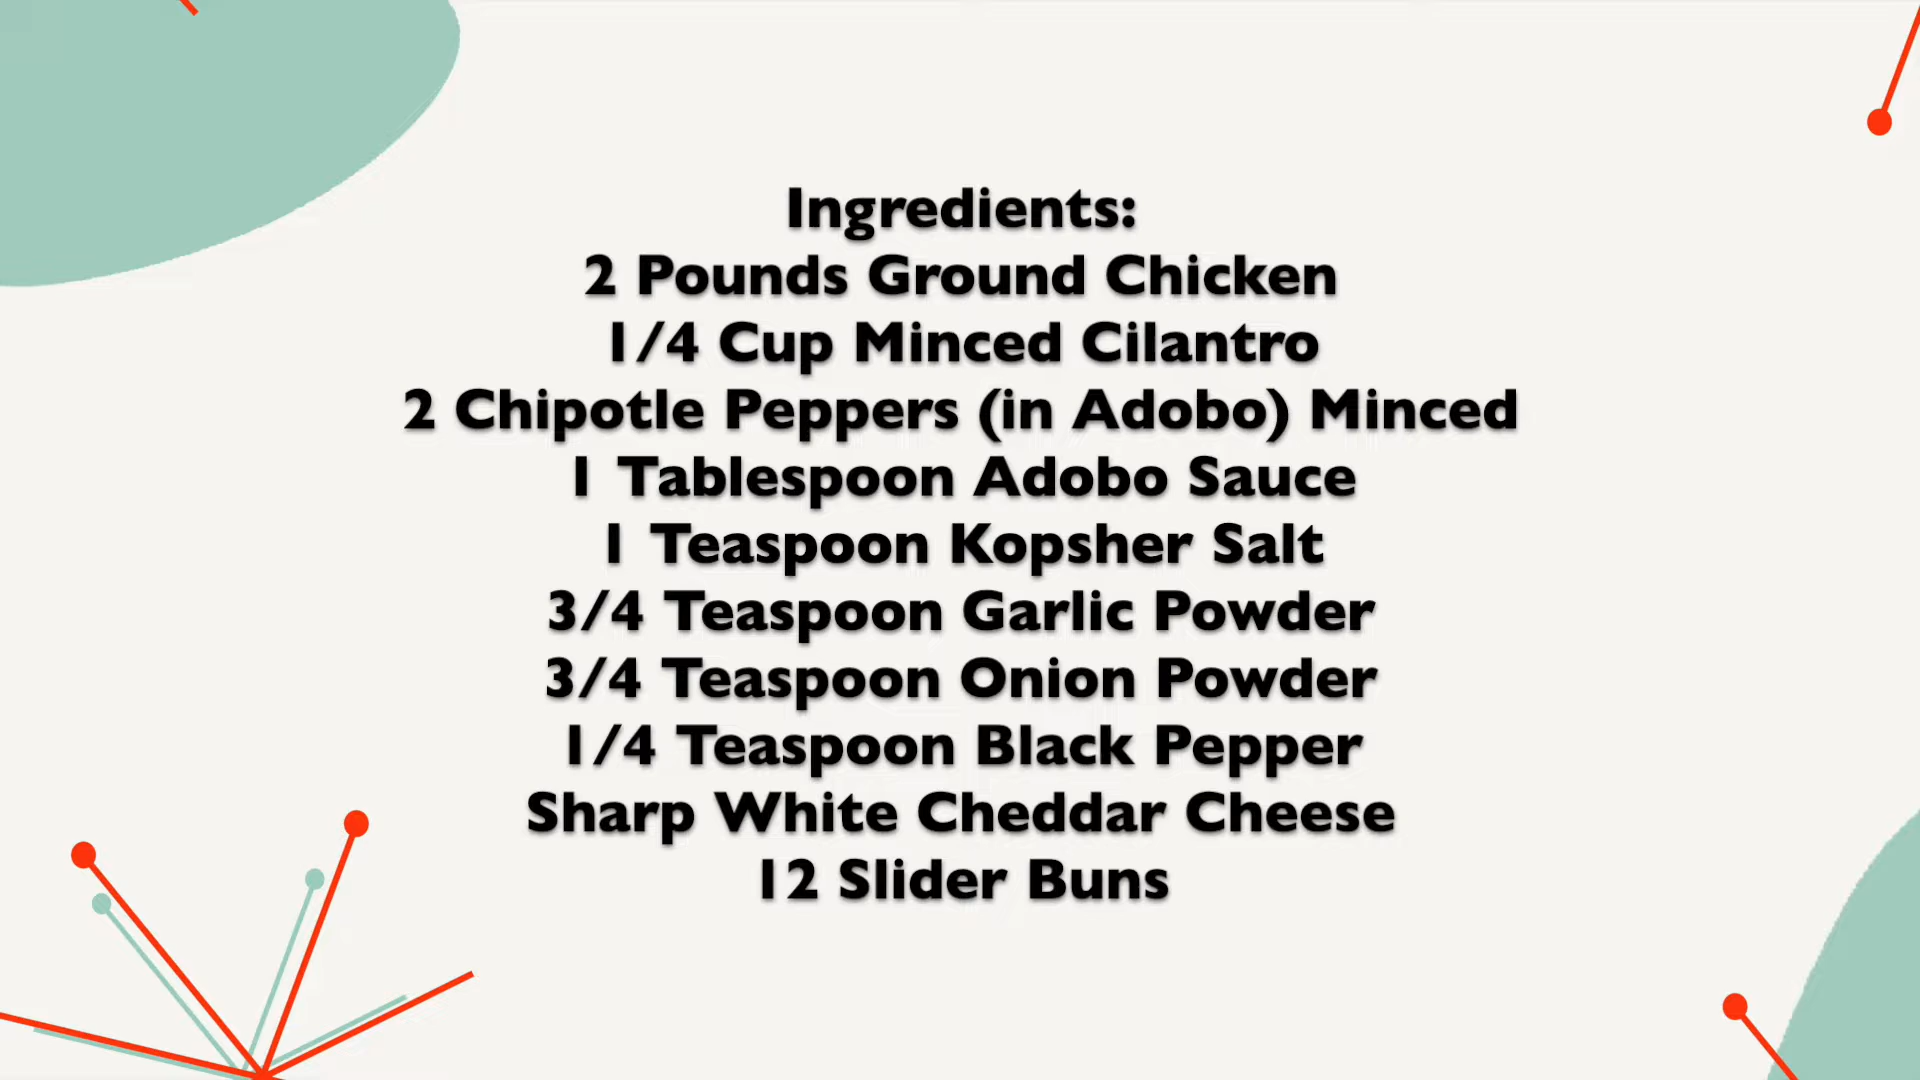 Ingredients:
2 Pounds Ground Chicken
1/4 Cup Minced Cilantro
2 Chipotle Peppers (in Adobo) Minced
1 Tablespoon Adobo Sauce
1 Teaspoon Kopsher Salt
3/4 Teaspoon Garlic Powder
3/4 Teaspoon Onion Powder
1/4 Teaspoon Black Pepper
Sharp White Cheddar Cheese
12 Slider Buns